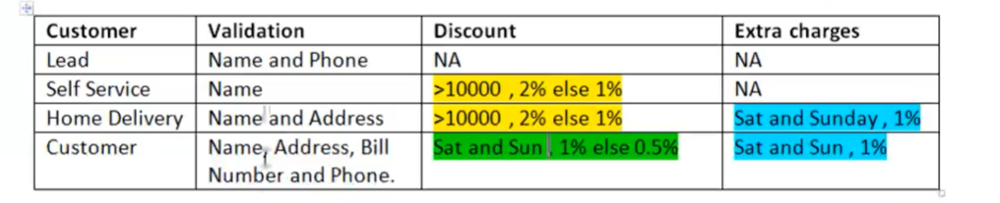 Customer Validation Discount Extra charges
Lead Name and Phone NA NA
Self Service Name >10000 , 2% else 1% NA
Home Delivery Name and Address >10000 , 2% else 1% Sat and Sunday , 1%
Customer Name, Address, Bill Sat and Sun , 1% else 0.5% Sat and Sun , 1%
Number and Phone.